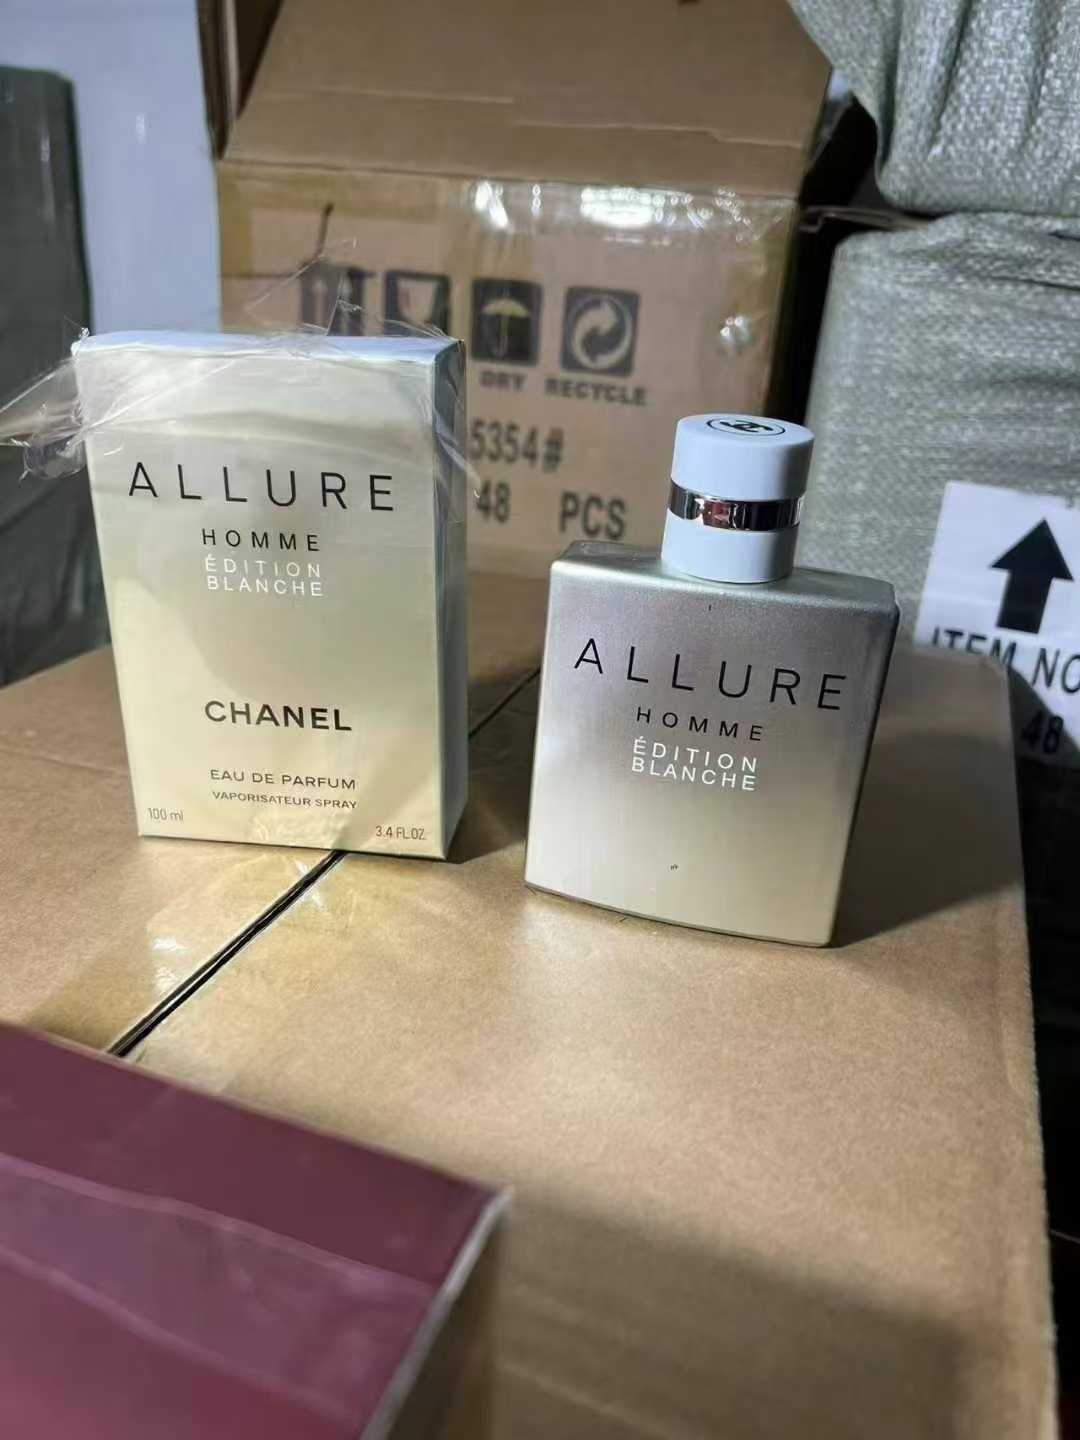 ALLURE
HOMME
ÉDITION
BLANCHE
CHANEL
EAU DE PARFUM
VAPORISATEUR SPRAY
100 ml
3.4 FL.OZ.
DRY RECYCLE
5354#
48 PCS
ALLURE
HOMME
ÉDITION
BLANCHE
ITEM NO
48